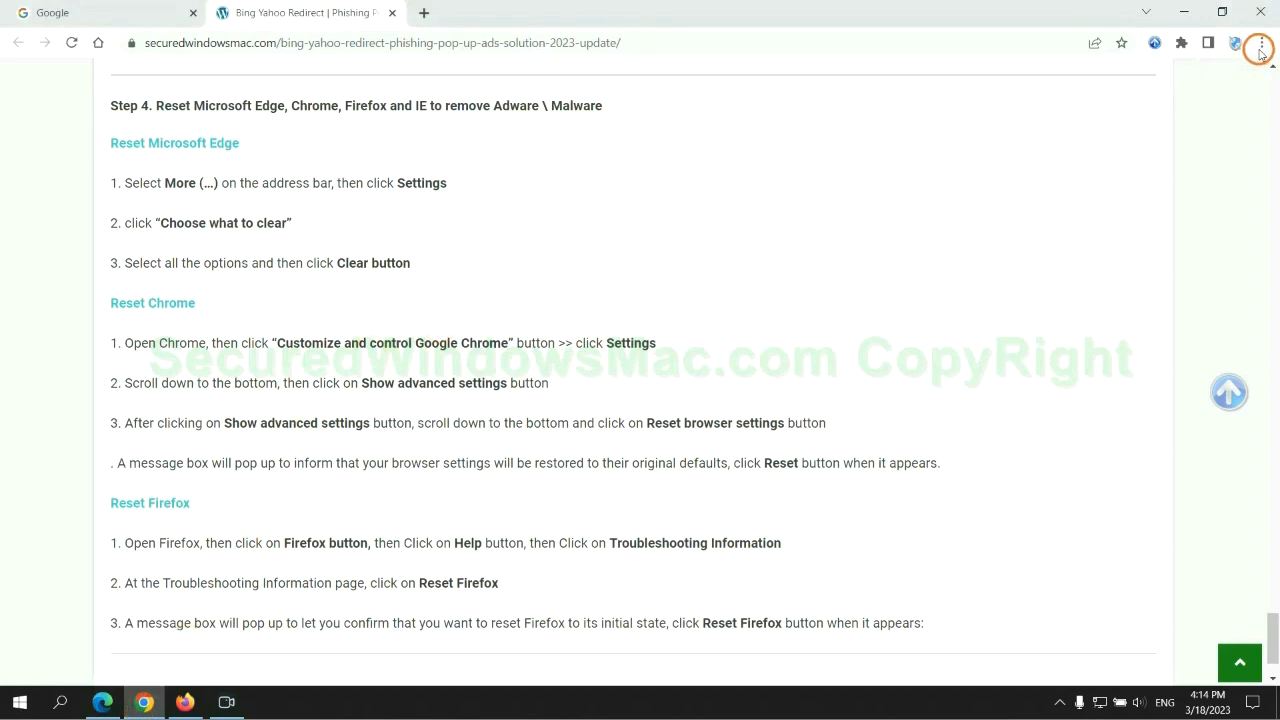 Google
Bing Yahoo Redirect | Phishing P
securedwindowsmac.com/bing-yahoo-redirect-phishing-pop-up-ads-solution-2023-update/
Step 4. Reset Microsoft Edge, Chrome, Firefox and IE to remove Adware \ Malware
Reset Microsoft Edge
1. Select More (…) on the address bar, then click Settings
2. click “Choose what to clear”
3. Select all the options and then click Clear button
Reset Chrome
1. Open Chrome, then click “Customize and control Google Chrome” button >> click Settings
SecuredWindowsMac.com CopyRight
2. Scroll down to the bottom, then click on Show advanced settings button
3. After clicking on Show advanced settings button, scroll down to the bottom and click on Reset browser settings button
. A message box will pop up to inform that your browser settings will be restored to their original defaults, click Reset button when it appears.
Reset Firefox
1. Open Firefox, then click on Firefox button, then Click on Help button, then Click on Troubleshooting Information
2. At the Troubleshooting Information page, click on Reset Firefox
3. A message box will pop up to let you confirm that you want to reset Firefox to its initial state, click Reset Firefox button when it appears:
ENG
4:14 PM
3/18/2023